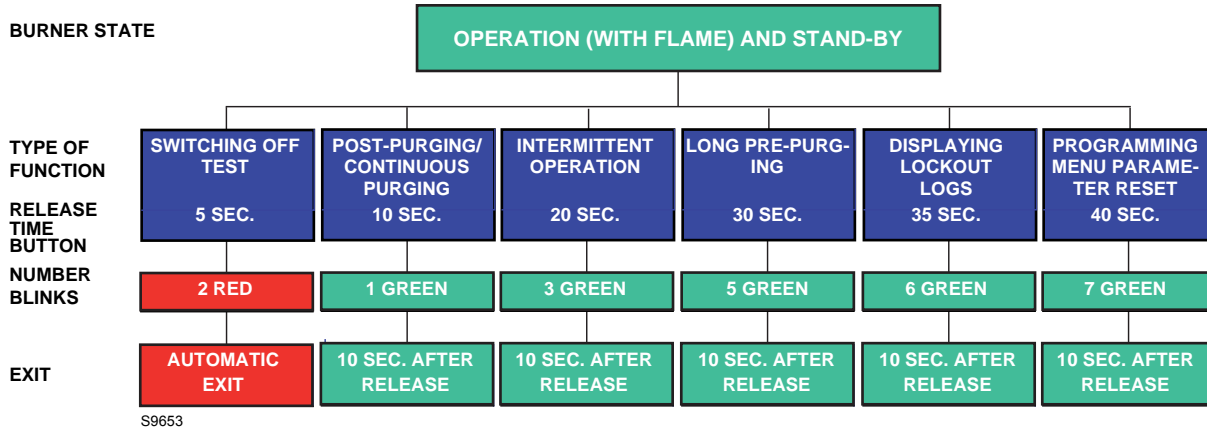 BURNER STATE
OPERATION (WITH FLAME) AND STAND-BY
TYPE OF
FUNCTION
SWITCHING OFF
TEST
POST-PURGING/
CONTINUOUS
PURGING
INTERMITTENT
OPERATION
LONG PRE-PURG-
ING
DISPLAYING
LOCKOUT
LOGS
PROGRAMMING
MENU PARAME-
TER RESET
RELEASE
TIME
BUTTON
5 SEC.
10 SEC.
20 SEC.
30 SEC.
35 SEC.
40 SEC.
NUMBER
BLINKS
2 RED
1 GREEN
3 GREEN
5 GREEN
6 GREEN
7 GREEN
EXIT
AUTOMATIC
EXIT
10 SEC. AFTER
RELEASE
10 SEC. AFTER
RELEASE
10 SEC. AFTER
RELEASE
10 SEC. AFTER
RELEASE
10 SEC. AFTER
RELEASE
S9653